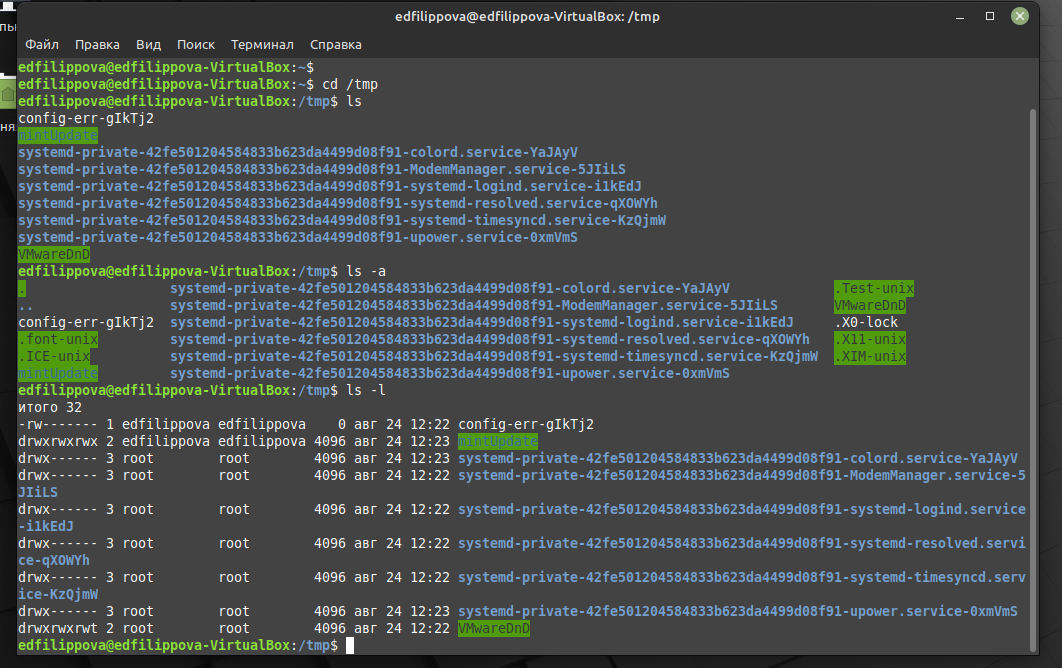 edfilippova@edfilippova-VirtualBox: /tmp
Файл Правка Вид Поиск Терминал Справка
edfilippova@edfilippova-VirtualBox:~$
edfilippova@edfilippova-VirtualBox:~$ cd /tmp
edfilippova@edfilippova-VirtualBox:/tmp$ ls
config-err-gIkTj2
mintUpdate
systemd-private-42fe501204584833b623da4499d08f91-colord.service-YaJAyV
systemd-private-42fe501204584833b623da4499d08f91-ModemManager.service-5JIiLS
systemd-private-42fe501204584833b623da4499d08f91-systemd-logind.service-i1kEdJ
systemd-private-42fe501204584833b623da4499d08f91-systemd-resolved.service-qXOWYh
systemd-private-42fe501204584833b623da4499d08f91-systemd-timesyncd.service-KzQjmW
systemd-private-42fe501204584833b623da4499d08f91-upower.service-0xmVmS
VMwareDnD
edfilippova@edfilippova-VirtualBox:/tmp$ ls -a
. systemd-private-42fe501204584833b623da4499d08f91-colord.service-YaJAyV .Test-unix
.. systemd-private-42fe501204584833b623da4499d08f91-ModemManager.service-5JIiLS VMwareDnD
config-err-gIkTj2 systemd-private-42fe501204584833b623da4499d08f91-systemd-logind.service-i1kEdJ .X0-lock
.font-unix systemd-private-42fe501204584833b623da4499d08f91-systemd-resolved.service-qXOWYh .X11-unix
.ICE-unix systemd-private-42fe501204584833b623da4499d08f91-systemd-timesyncd.service-KzQjmW .XIM-unix
mintUpdate systemd-private-42fe501204584833b623da4499d08f91-upower.service-0xmVmS
edfilippova@edfilippova-VirtualBox:/tmp$ ls -l
итого 32
-rw------- 1 edfilippova edfilippova 0 авг 24 12:22 config-err-gIkTj2
drwxrwxrwx 2 edfilippova edfilippova 4096 авг 24 12:23 mintUpdate
drwx------ 3 root root 4096 авг 24 12:23 systemd-private-42fe501204584833b623da4499d08f91-colord.service-YaJAyV
drwx------ 3 root root 4096 авг 24 12:22 systemd-private-42fe501204584833b623da4499d08f91-ModemManager.service-5
JIiLS
drwx------ 3 root root 4096 авг 24 12:22 systemd-private-42fe501204584833b623da4499d08f91-systemd-logind.service
-i1kEdJ
drwx------ 3 root root 4096 авг 24 12:22 systemd-private-42fe501204584833b623da4499d08f91-systemd-resolved.servi
ce-qXOWYh
drwx------ 3 root root 4096 авг 24 12:22 systemd-private-42fe501204584833b623da4499d08f91-systemd-timesyncd.serv
ice-KzQjmW
drwx------ 3 root root 4096 авг 24 12:23 systemd-private-42fe501204584833b623da4499d08f91-upower.service-0xmVmS
drwxrwxrwt 2 root root 4096 авг 24 12:22 VMwareDnD
edfilippova@edfilippova-VirtualBox:/tmp$